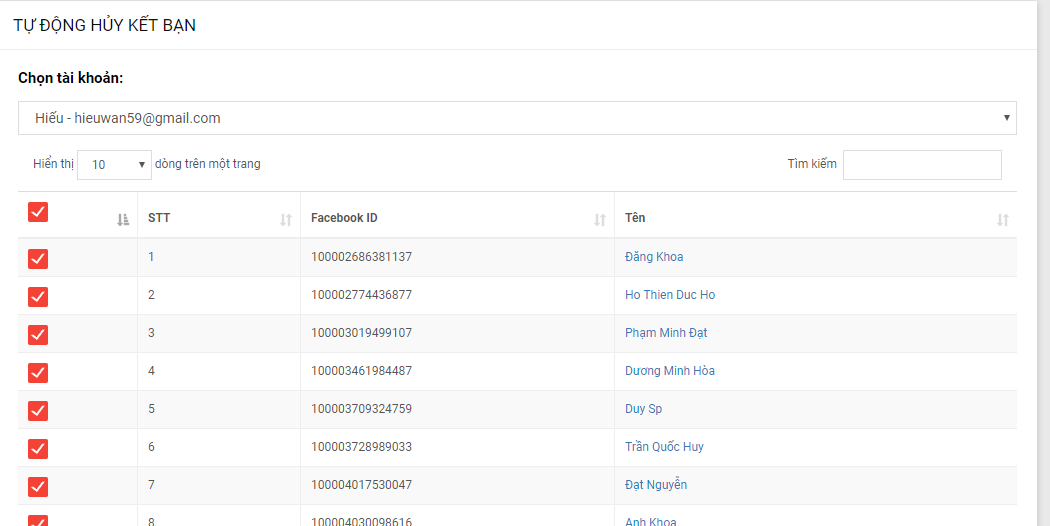 TỰ ĐỘNG HỦY KẾT BẠN
Chọn tài khoản:
Hiếu - hieuwan59@gmail.com
Hiển thị 10 dòng trên một trang Tìm kiếm
STT Facebook ID Tên
1 100002686381137 Đăng Khoa
2 100002774436877 Ho Thien Duc Ho
3 100003019499107 Phạm Minh Đạt
4 100003461984487 Dương Minh Hòa
5 100003709324759 Duy Sp
6 100003728989033 Trần Quốc Huy
7 100004017530047 Đạt Nguyễn
8 100004030098616 Anh Khoa